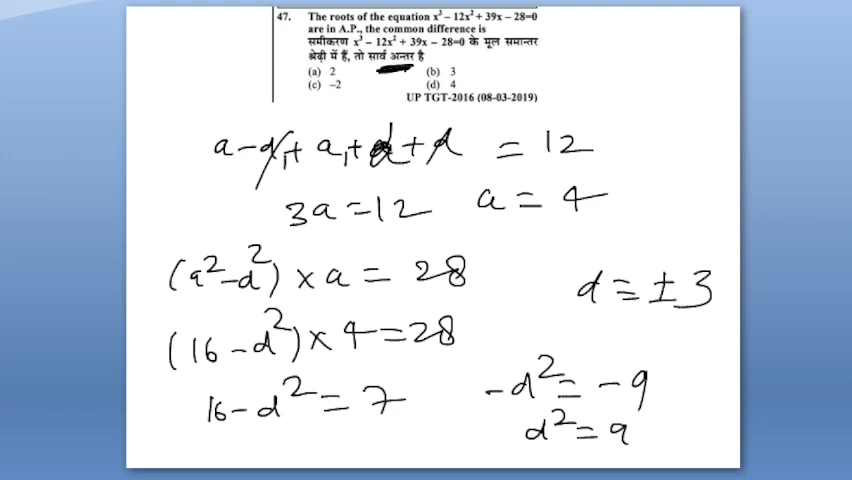 47. The roots of the equation x³ – 12x² + 39x – 28=0
are in A.P., the common difference is
समीकरण x³ – 12x² + 39x – 28=0 के मूल समान्तर
श्रेढ़ी में हैं, तो सार्व अन्तर है
(a) 2 (b) 3
(c) –2 (d) 4
UP TGT-2016 (08-03-2019)
a - d, + a, + + d = 12
3a = 12 a = 4
(a² - d²) × a = 28
d = ± 3
(16 - d²) × 4 = 28
16 - d² = 7
- d² = - 9
d² = 9